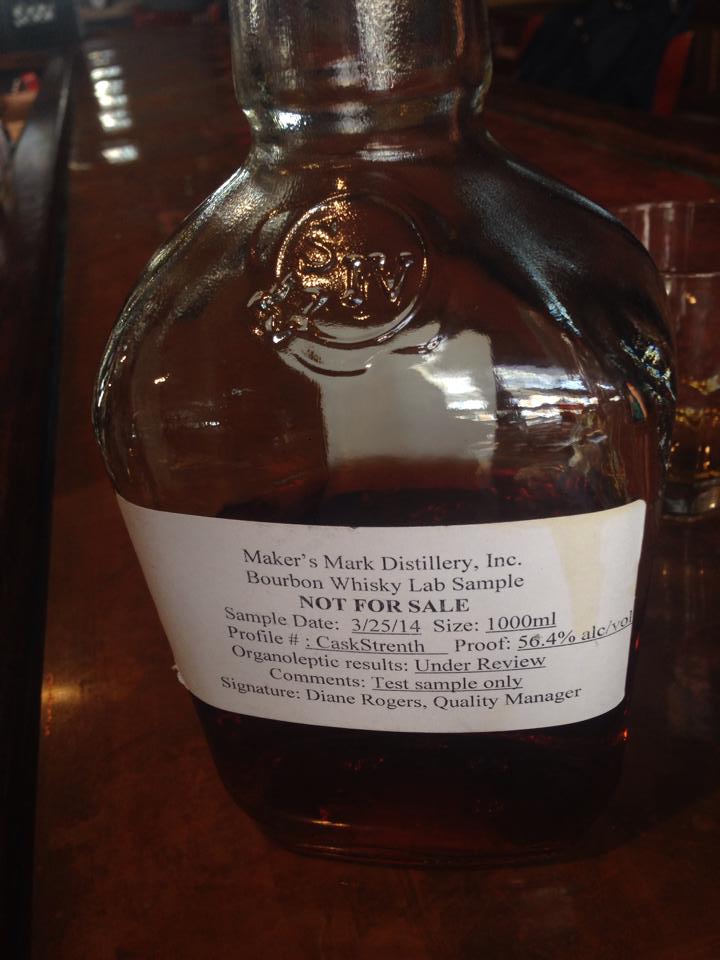 S IV
Maker's Mark Distillery, Inc.
Bourbon Whisky Lab Sample
NOT FOR SALE
Sample Date: 3/25/14 Size: 1000ml
Profile # : CaskStrenth Proof: 56.4% alc/vol
Organoleptic results: Under Review
Comments: Test sample only
Signature: Diane Rogers, Quality Manager